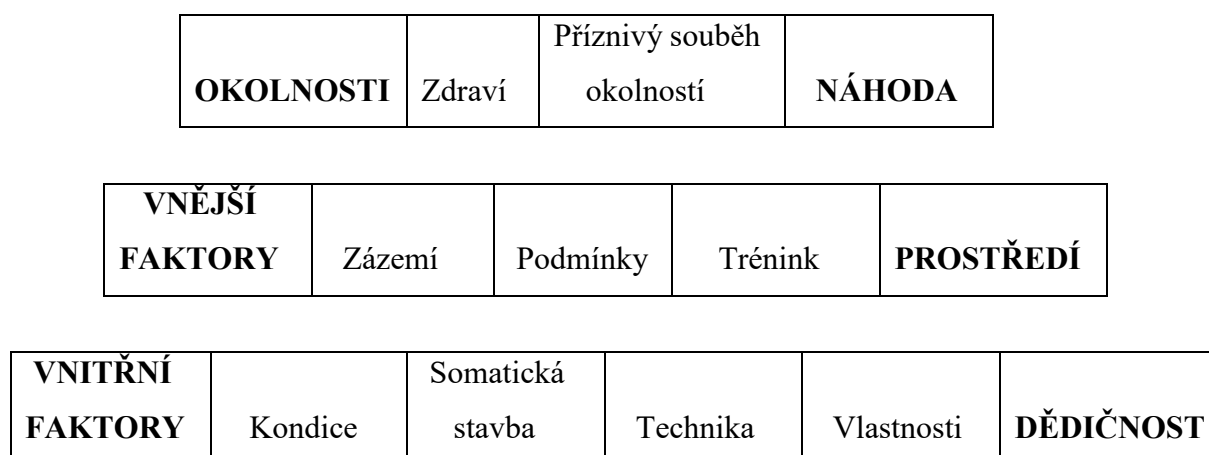 OKOLNOSTI Zdraví Příznivý souběh okolností NÁHODA
VNĚJŠÍ FAKTORY Zázemí Podmínky Trénink PROSTŘEDÍ
VNITŘNÍ FAKTORY Kondice Somatická stavba Technika Vlastnosti DĚDIČNOST